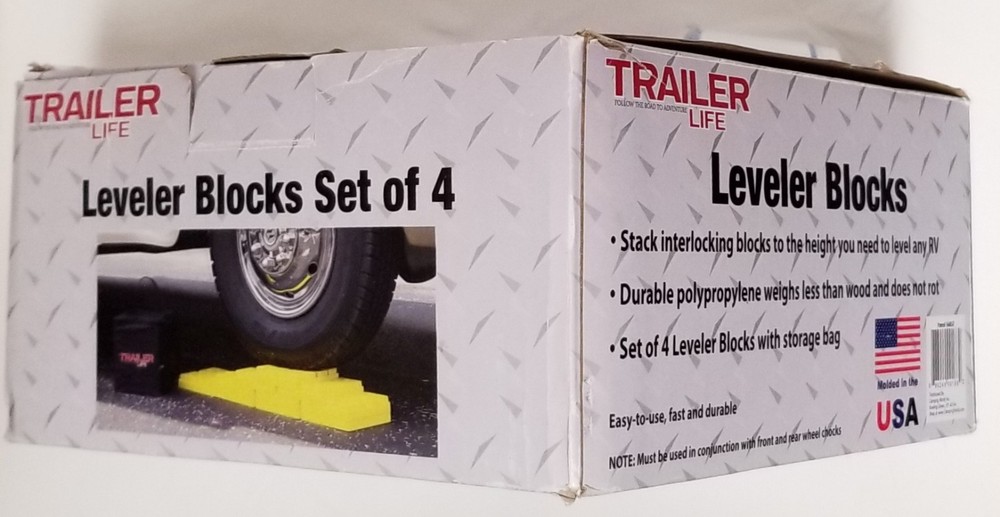 TRAILER
LIFE
Leveler Blocks Set of 4
TRAILER
TRAILER
FOLLOW THE ROAD TO ADVENTURE
LIFE
Leveler Blocks
• Stack interlocking blocks to the height you need to level any RV
• Durable polypropylene weighs less than wood and does not rot
• Set of 4 Leveler Blocks with storage bag
Molded in the
USA
Easy-to-use, fast and durable
NOTE: Must be used in conjunction with front and rear wheel chocks